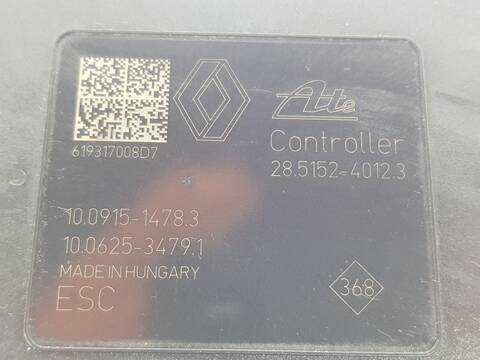 Ate
Controller
28.5152-4012.3
619317008D7
10.0915-1478.3
10.0625-3479.1
MADE IN HUNGARY
ESC
368